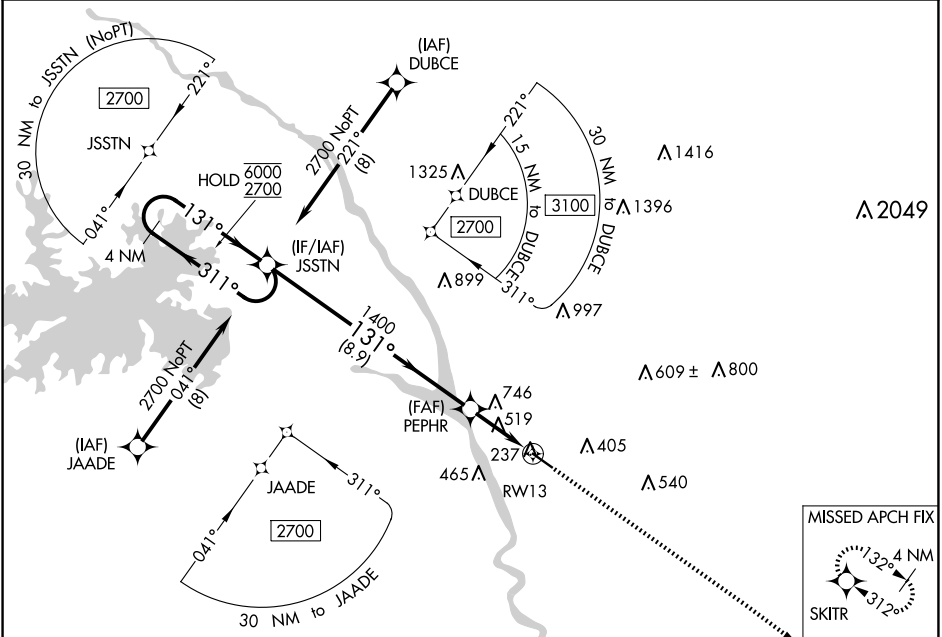 30 NM to JSSTN (NoPT)
2700
221°
JSSTN
041°
(IAF)
DUBCE
2700 NoPT
221°
(8)
HOLD
6000
2700
131°
4 NM
311°
(IF/IAF)
JSSTN
221°
15 NM to DUBCE
30 NM to DUBCE
1325
DUBCE
2700
3100
311°
1416
1396
2049
899
997
1400
131°
(8.9)
2700 NoPT
041°
(8)
(IAF)
JAADE
(FAF)
PEPHR
746
519
609 ±
800
237
405
465
RW13
540
JAADE
311°
041°
2700
30 NM to JAADE
MISSED APCH FIX
4 NM
132°
312°
SKITR